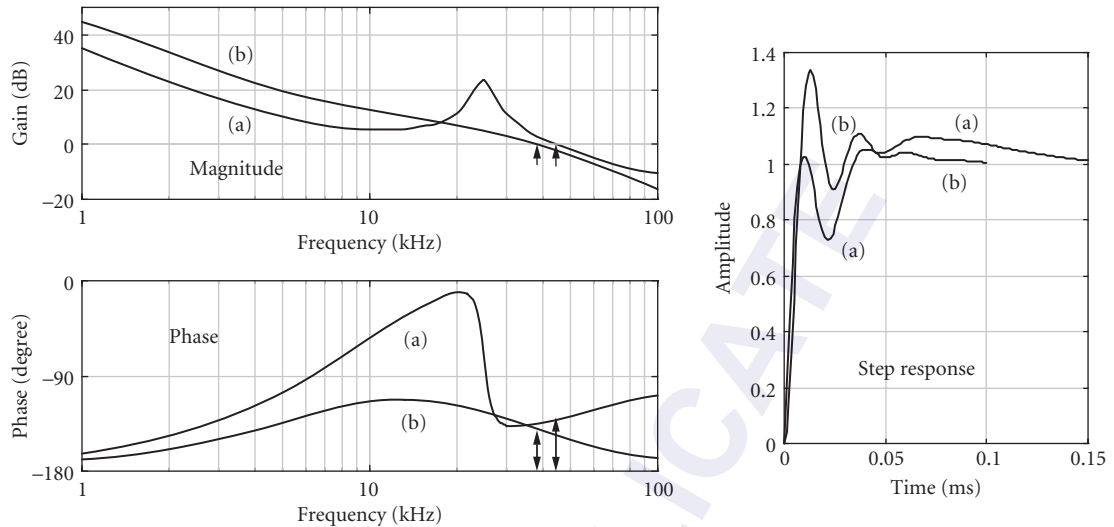 40
20
0
−20
Gain (dB)
(b)
(a)
Magnitude
1
10
100
Frequency (kHz)
0
−90
−180
Phase (degree)
Phase
(a)
(b)
1
10
100
Frequency (kHz)
1.4
1.2
1
0.8
0.6
0.4
0.2
0
Amplitude
(b)
(a)
(b)
(a)
Step response
0
0.05
0.1
0.15
Time (ms)
ICATE